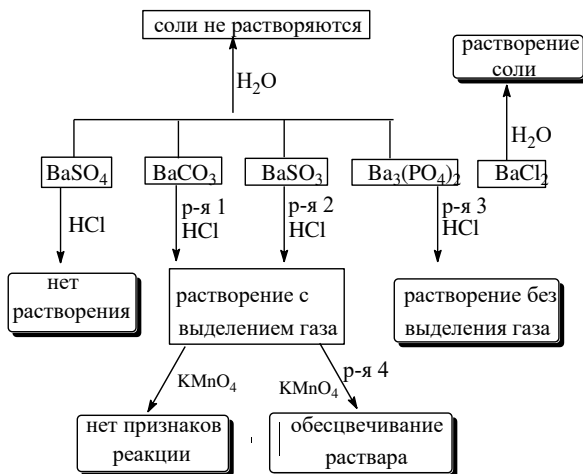 соли не растворяются
растворение
соли
H₂O
H₂O
BaSO₄
BaCO₃
BaSO₃
Ba₃(PO₄)₂
BaCl₂
HCl
р-я 1
HCl
р-я 2
HCl
р-я 3
HCl
нет
растворения
растворение с
выделением газа
растворение без
выделения газа
KMnO₄
р-я 4
KMnO₄
нет признаков
реакции
обесцвечивание
раствара